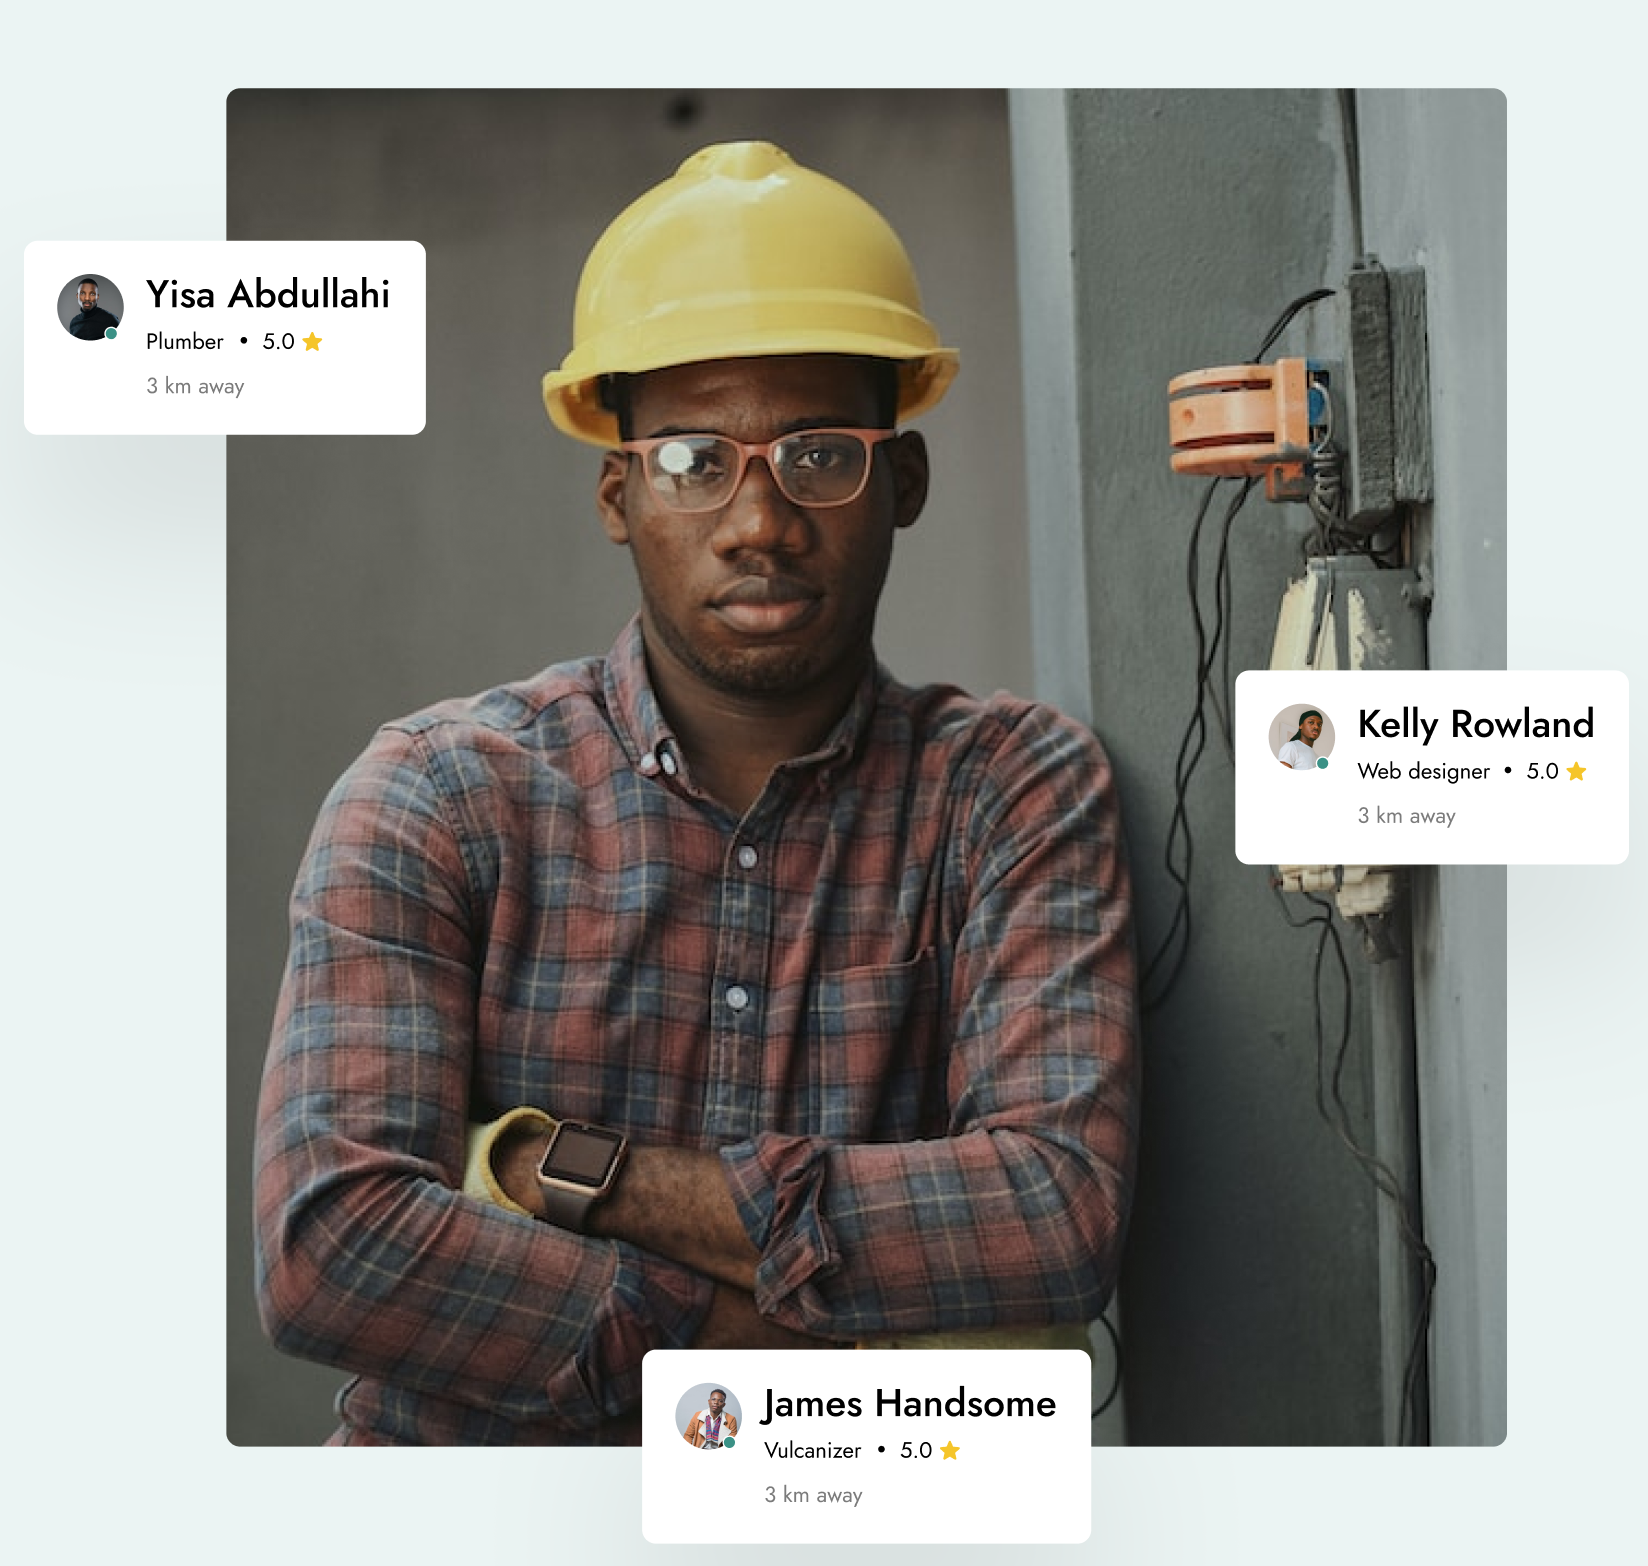 Yisa Abdullahi
Plumber • 5.0
3 km away
Kelly Rowland
Web designer • 5.0
3 km away
James Handsome
Vulcanizer • 5.0
3 km away